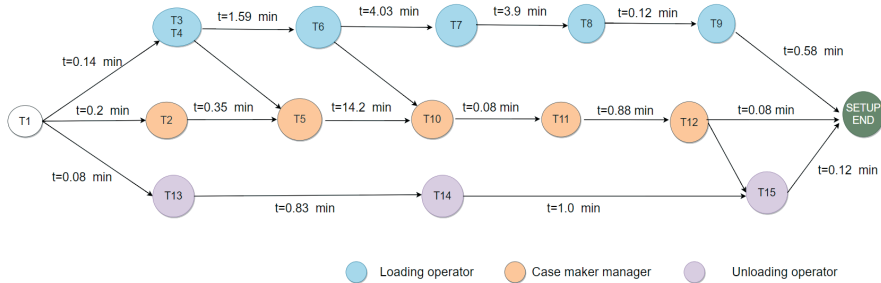 T3
T4
t=1.59 min
T6
t=4.03 min
T7
t=3.9 min
T8
t=0.12 min
T9
t=0.14 min
t=0.58 min
T1
t=0.2 min
T2
t=0.35 min
T5
t=14.2 min
T10
t=0.08 min
T11
t=0.88 min
T12
t=0.08 min
SETUP
END
t=0.08 min
T13
t=0.83 min
T14
t=1.0 min
T15
t=0.12 min
Loading operator
Case maker manager
Unloading operator